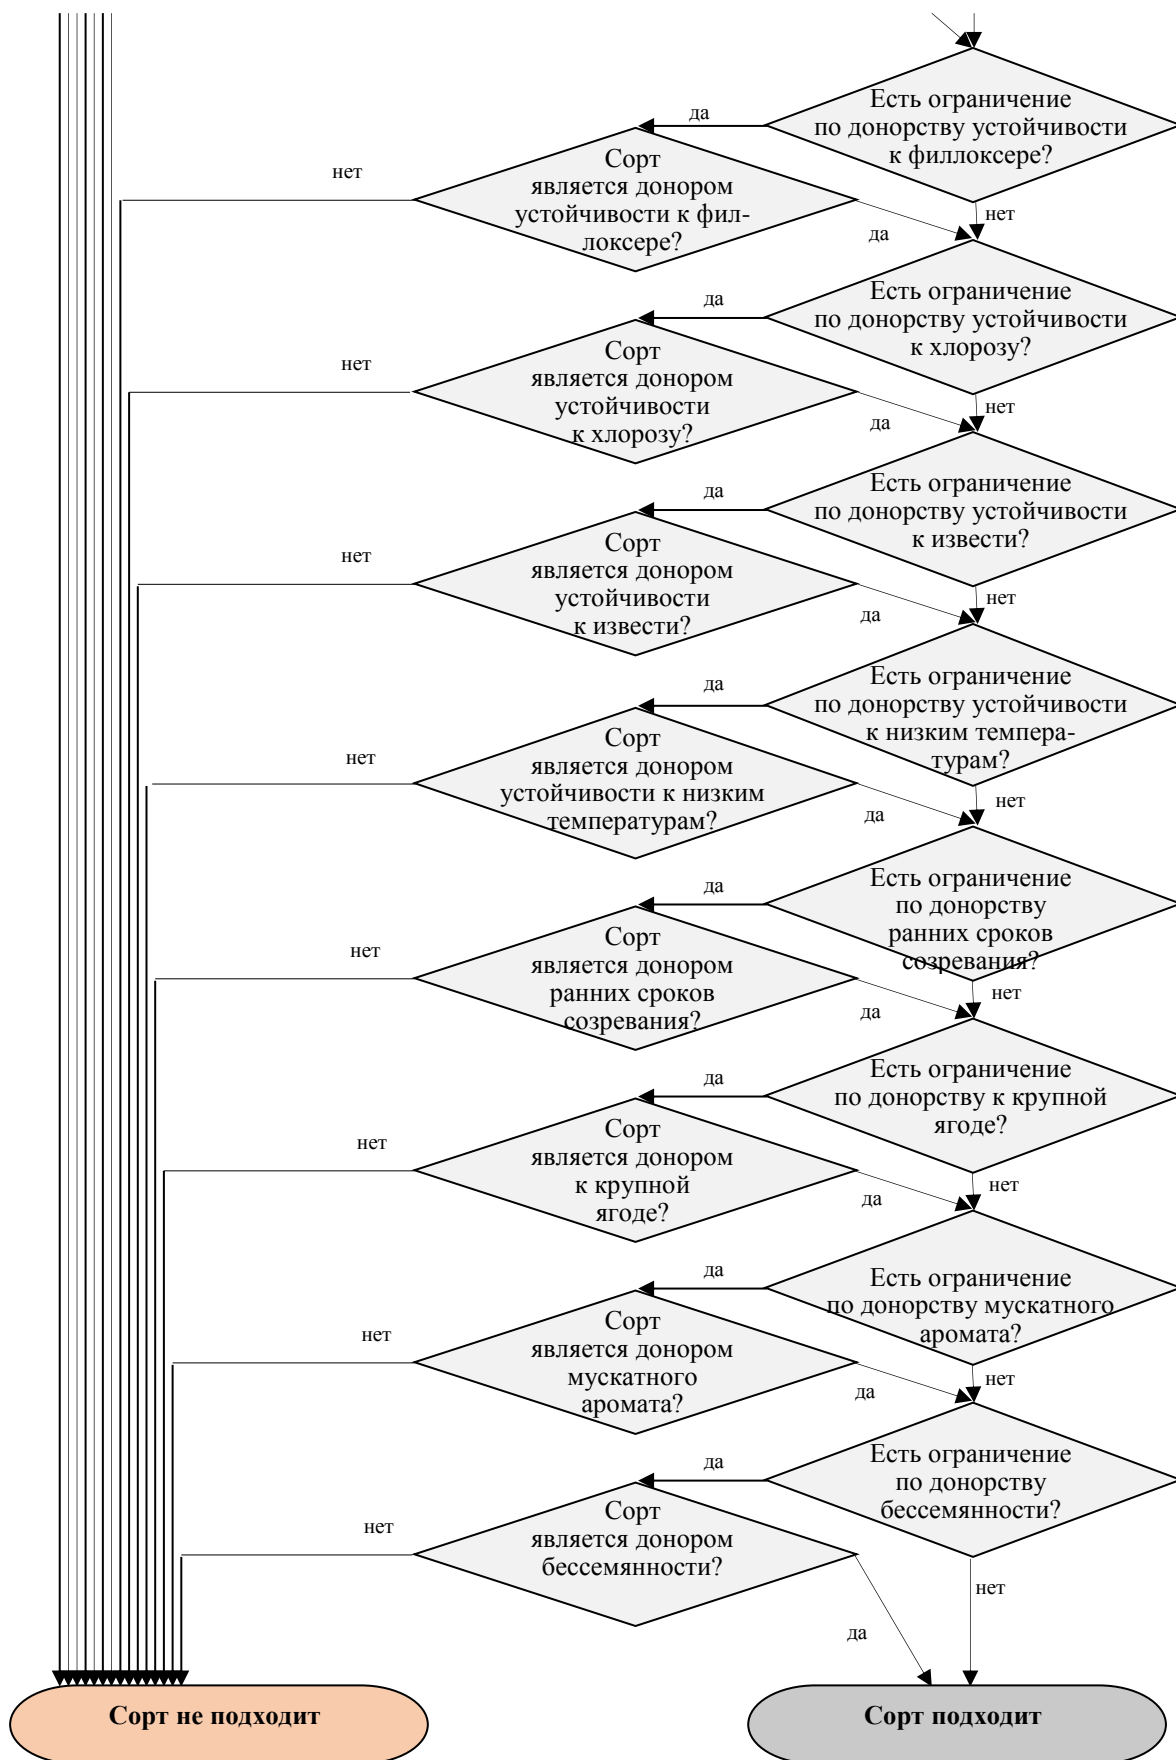 Есть ограничение
по донорству устойчивости
к филлоксере?
да
Сорт
является донором
устойчивости к фил-
локсере?
нет
да
нет
Есть ограничение
по донорству устойчивости
к хлорозу?
да
Сорт
является донором
устойчивости
к хлорозу?
нет
да
нет
Есть ограничение
по донорству устойчивости
к извести?
да
Сорт
является донором
устойчивости
к извести?
нет
да
нет
Есть ограничение
по донорству устойчивости
к низким темпера-
турам?
да
Сорт
является донором
устойчивости к низким
температурам?
нет
да
нет
Есть ограничение
по донорству
ранних сроков
созревания?
да
Сорт
является донором
ранних сроков
созревания?
нет
да
нет
Есть ограничение
по донорству к крупной
ягоде?
да
Сорт
является донором
к крупной
ягоде?
нет
да
нет
Есть ограничение
по донорству мускатного
аромата?
да
Сорт
является донором
мускатного
аромата?
нет
да
нет
Есть ограничение
по донорству
бессемянности?
да
Сорт
является донором
бессемянности?
нет
да
нет
Сорт не подходит
Сорт подходит